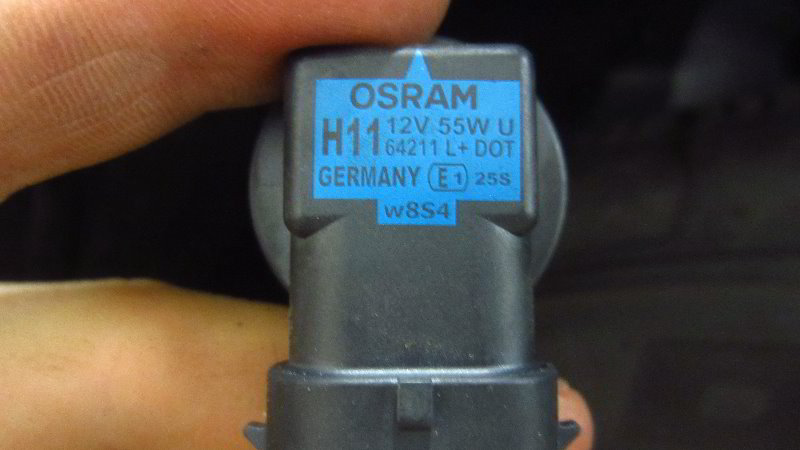 OSRAM
H11 12V 55W U
64211 L+ DOT
GERMANY E1 25S
w8S4